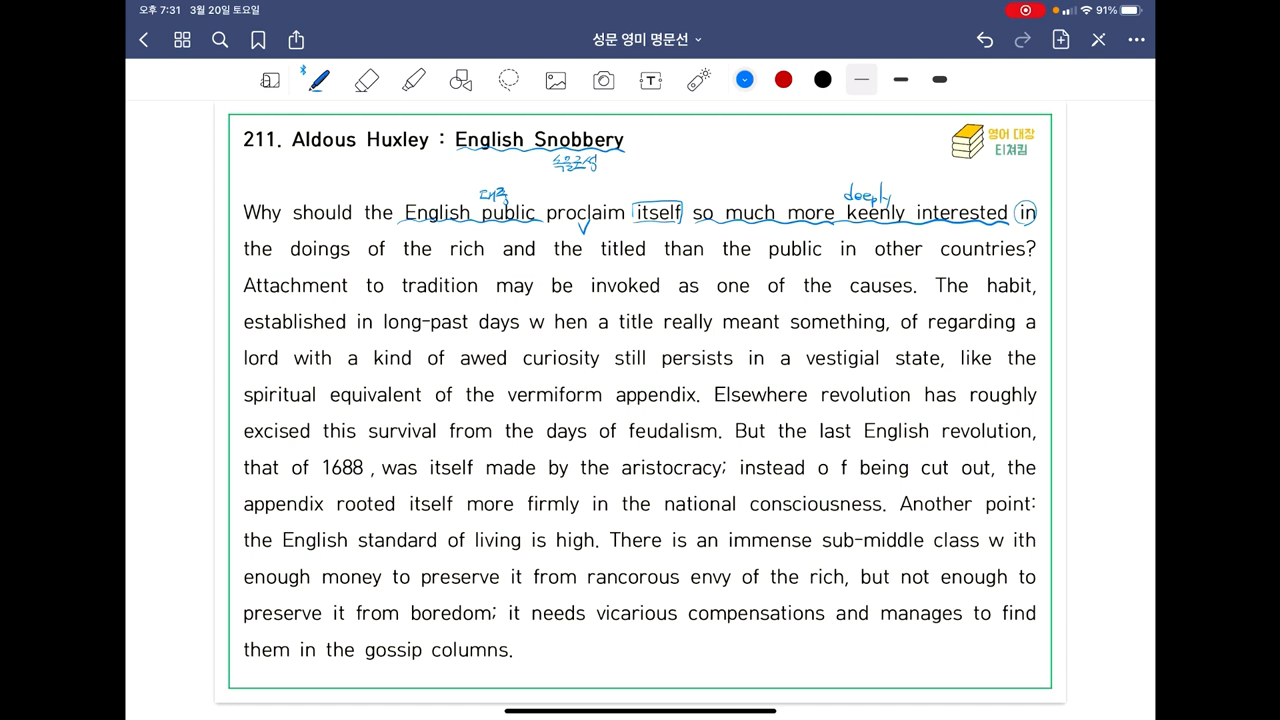 오후 7:31 3월 20일 토요일
91%
성문 영미 명문선
T
211. Aldous Huxley : English Snobbery
영어 대장
티쳐킴
속물근성
대중
deeply
Why should the English public proclaim itself so much more keenly interested in
the doings of the rich and the titled than the public in other countries?
Attachment to tradition may be invoked as one of the causes. The habit,
established in long-past days w hen a title really meant something, of regarding a
lord with a kind of awed curiosity still persists in a vestigial state, like the
spiritual equivalent of the vermiform appendix. Elsewhere revolution has roughly
excised this survival from the days of feudalism. But the last English revolution,
that of 1688 , was itself made by the aristocracy; instead o f being cut out, the
appendix rooted itself more firmly in the national consciousness. Another point:
the English standard of living is high. There is an immense sub-middle class w ith
enough money to preserve it from rancorous envy of the rich, but not enough to
preserve it from boredom; it needs vicarious compensations and manages to find
them in the gossip columns.